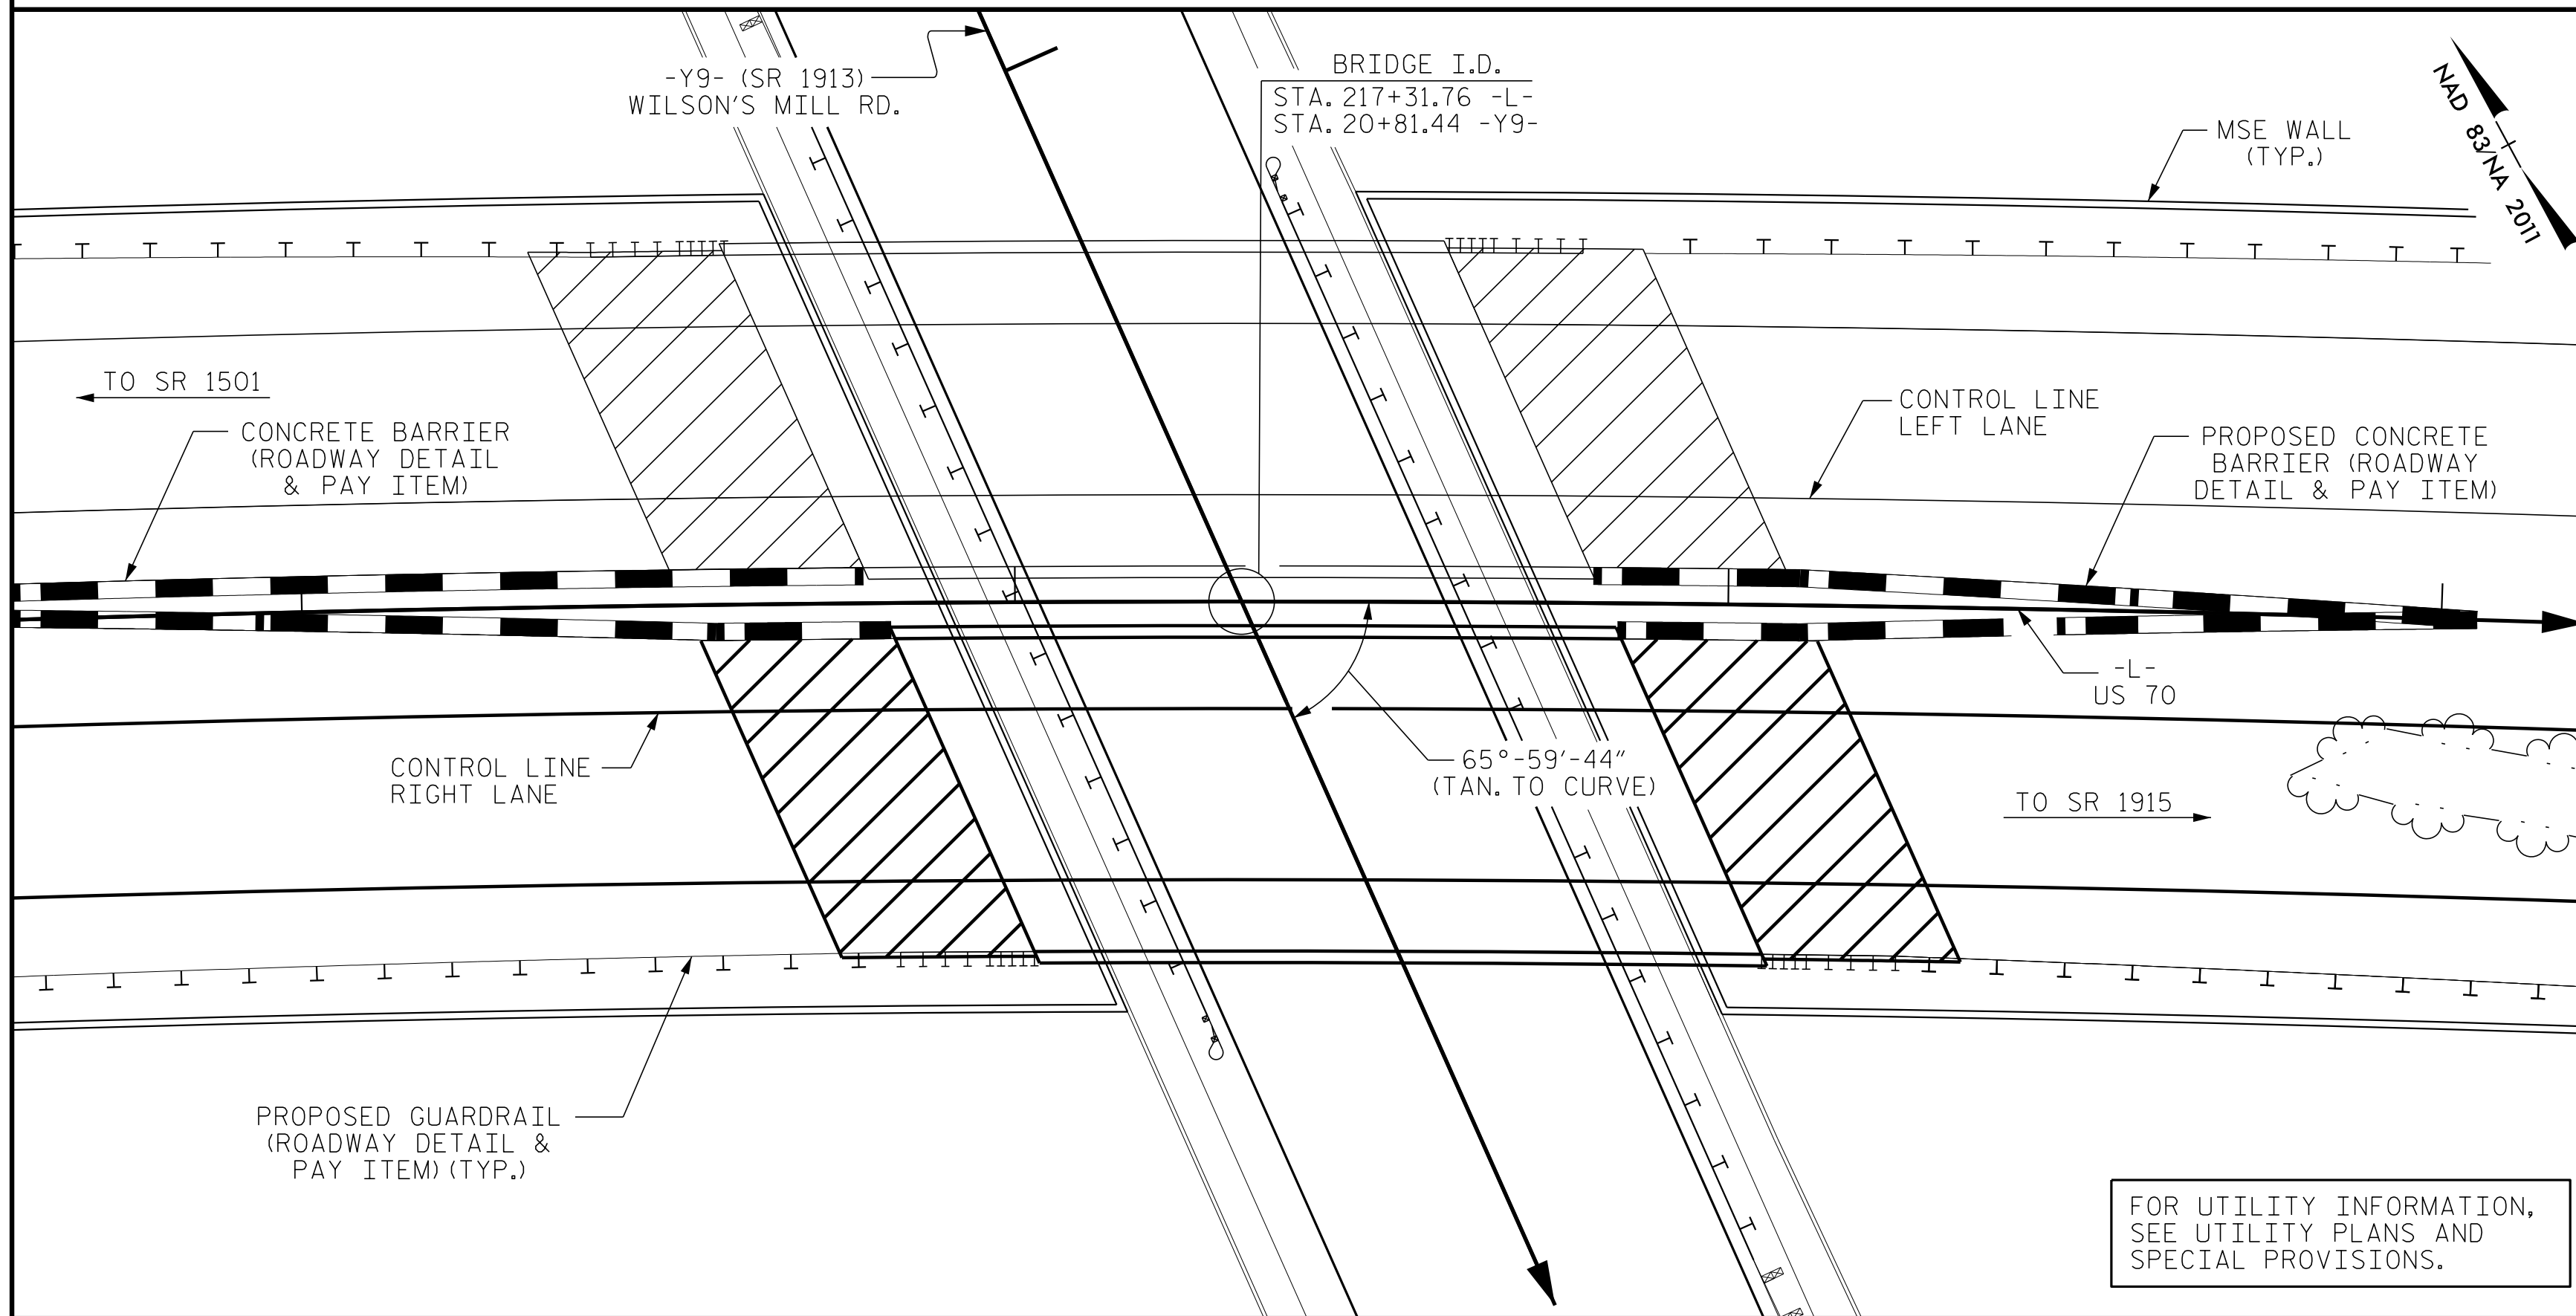 -Y9- (SR 1913)
WILSON'S MILL RD.
BRIDGE I.D.
STA. 217+31.76 -L-
STA. 20+81.44 -Y9-
NAD 83/NA 2011
MSE WALL
(TYP.)
TO SR 1501
CONCRETE BARRIER
(ROADWAY DETAIL
& PAY ITEM)
CONTROL LINE
LEFT LANE
PROPOSED CONCRETE
BARRIER (ROADWAY
DETAIL & PAY ITEM)
-L-
US 70
CONTROL LINE
RIGHT LANE
65°-59'-44"
(TAN. TO CURVE)
TO SR 1915
PROPOSED GUARDRAIL
(ROADWAY DETAIL &
PAY ITEM) (TYP.)
FOR UTILITY INFORMATION,
SEE UTILITY PLANS AND
SPECIAL PROVISIONS.